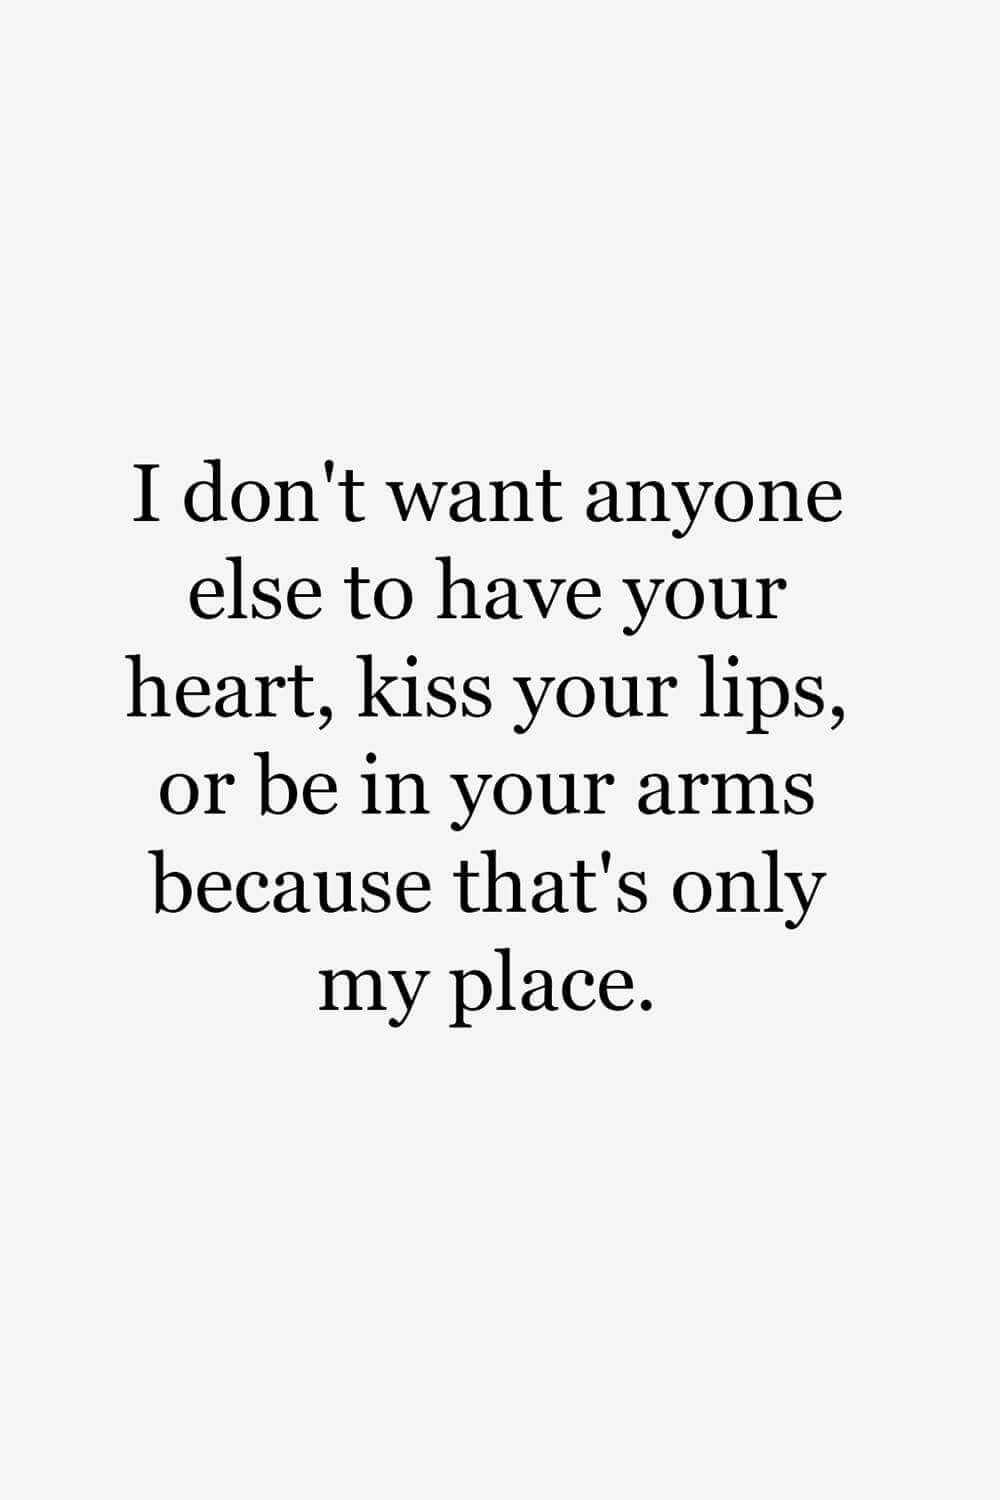 I don't want anyone
else to have your
heart, kiss your lips,
or be in your arms
because that's only
my place.